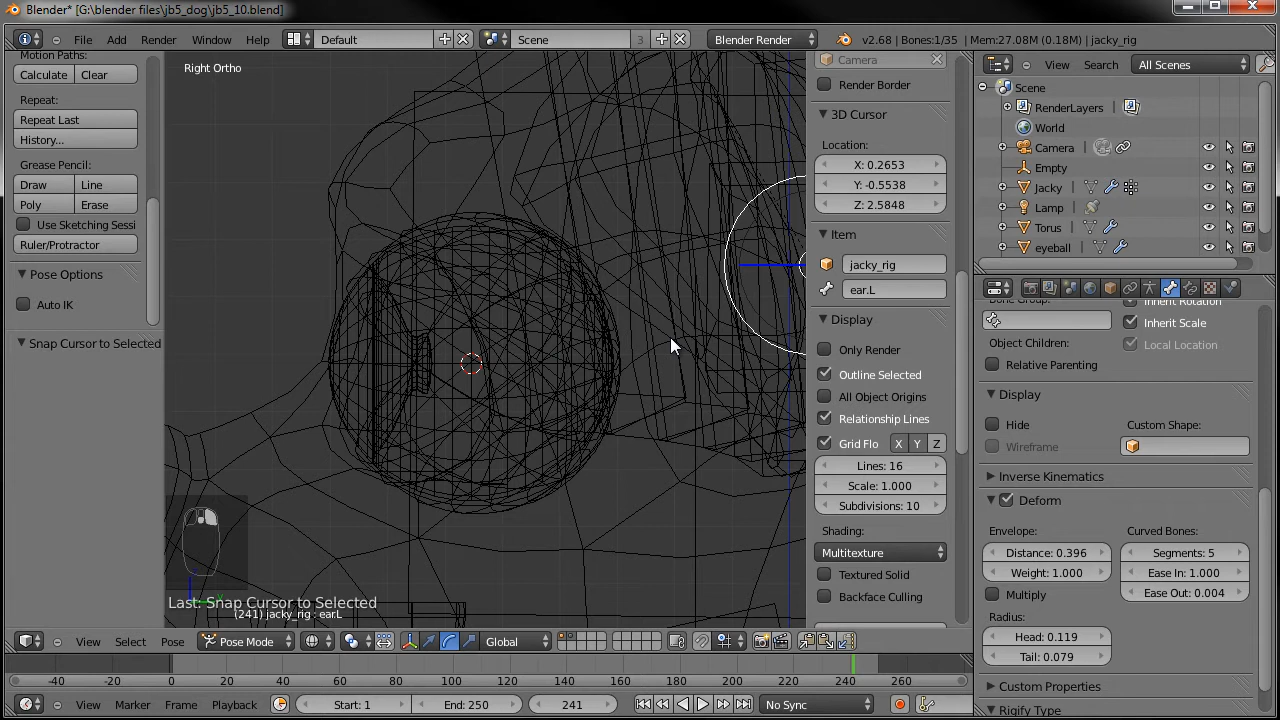 Blender* [G:\blender files\jb5_dog\jb5_10.blend]
File Add Render Window Help Default Scene 3 Blender Render v2.68 | Bones:1/35 | Mem:27.08M (0.18M) | jacky_rig
Motion Paths:
Calculate Clear
Repeat:
Repeat Last
History...
Grease Pencil:
Draw Line
Poly Erase
Use Sketching Sessi
Ruler/Protractor
Pose Options
Auto IK
Snap Cursor to Selected
Right Ortho
Last: Snap Cursor to Selected
(241) jacky_rig : ear.L
Camera
Render Border
3D Cursor
Location:
X: 0.2653
Y: -0.5538
Z: 2.5848
Item
jacky_rig
ear.L
Display
Only Render
Outline Selected
All Object Origins
Relationship Lines
Grid Flo X Y Z
Lines: 16
Scale: 1.000
Subdivisions: 10
Shading:
Multitexture
Textured Solid
Backface Culling
View Search All Scenes
Scene
RenderLayers
World
Camera
Empty
Jacky
Lamp
Torus
eyeball
Bone Group:
Inherit Rotation
Inherit Scale
Object Children:
Local Location
Relative Parenting
Display
Hide
Custom Shape:
Wireframe
Inverse Kinematics
Deform
Envelope:
Curved Bones:
Distance: 0.396
Segments: 5
Weight: 1.000
Ease In: 1.000
Multiply
Ease Out: 0.004
Radius:
Head: 0.119
Tail: 0.079
Custom Properties
Rigify Type
View Select Pose Pose Mode Global
-40 -20 0 20 40 60 80 100 120 140 160 180 200 220 240 260
View Marker Frame Playback Start: 1 End: 250 241 No Sync